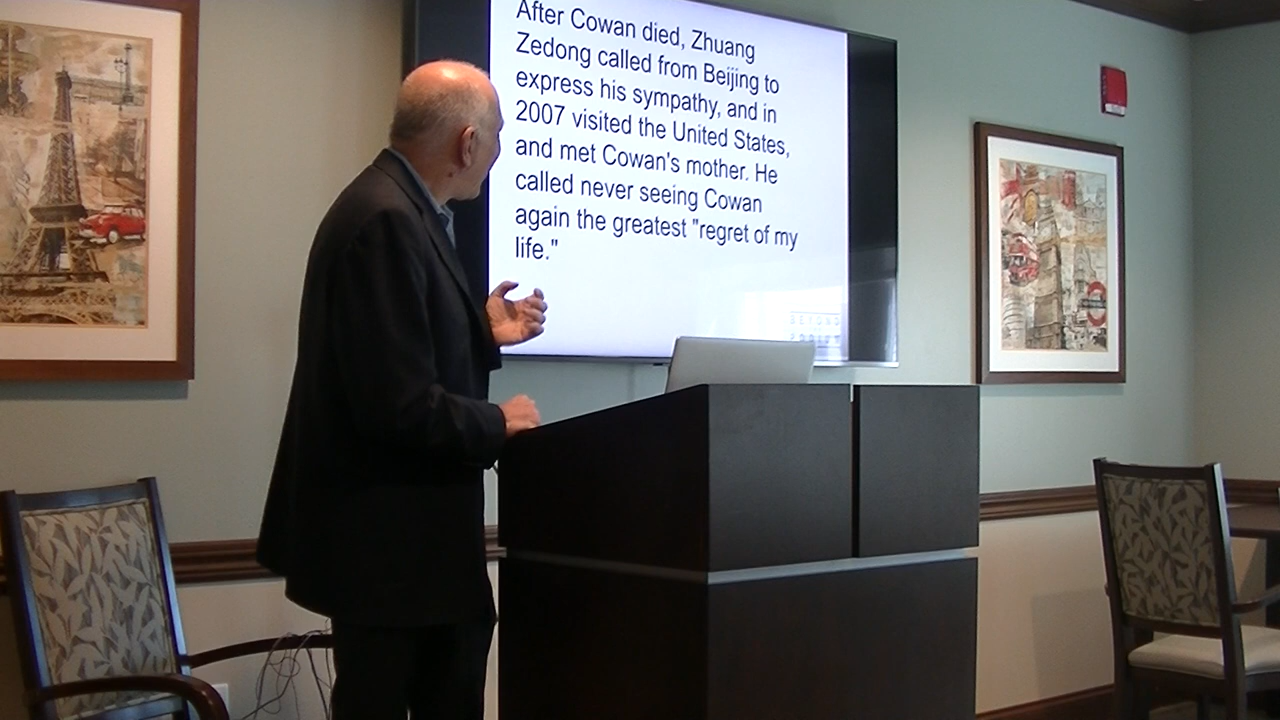 After Cowan died, Zhuang
Zedong called from Beijing to
express his sympathy, and in
2007 visited the United States,
and met Cowan's mother. He
called never seeing Cowan
again the greatest "regret of my
life."